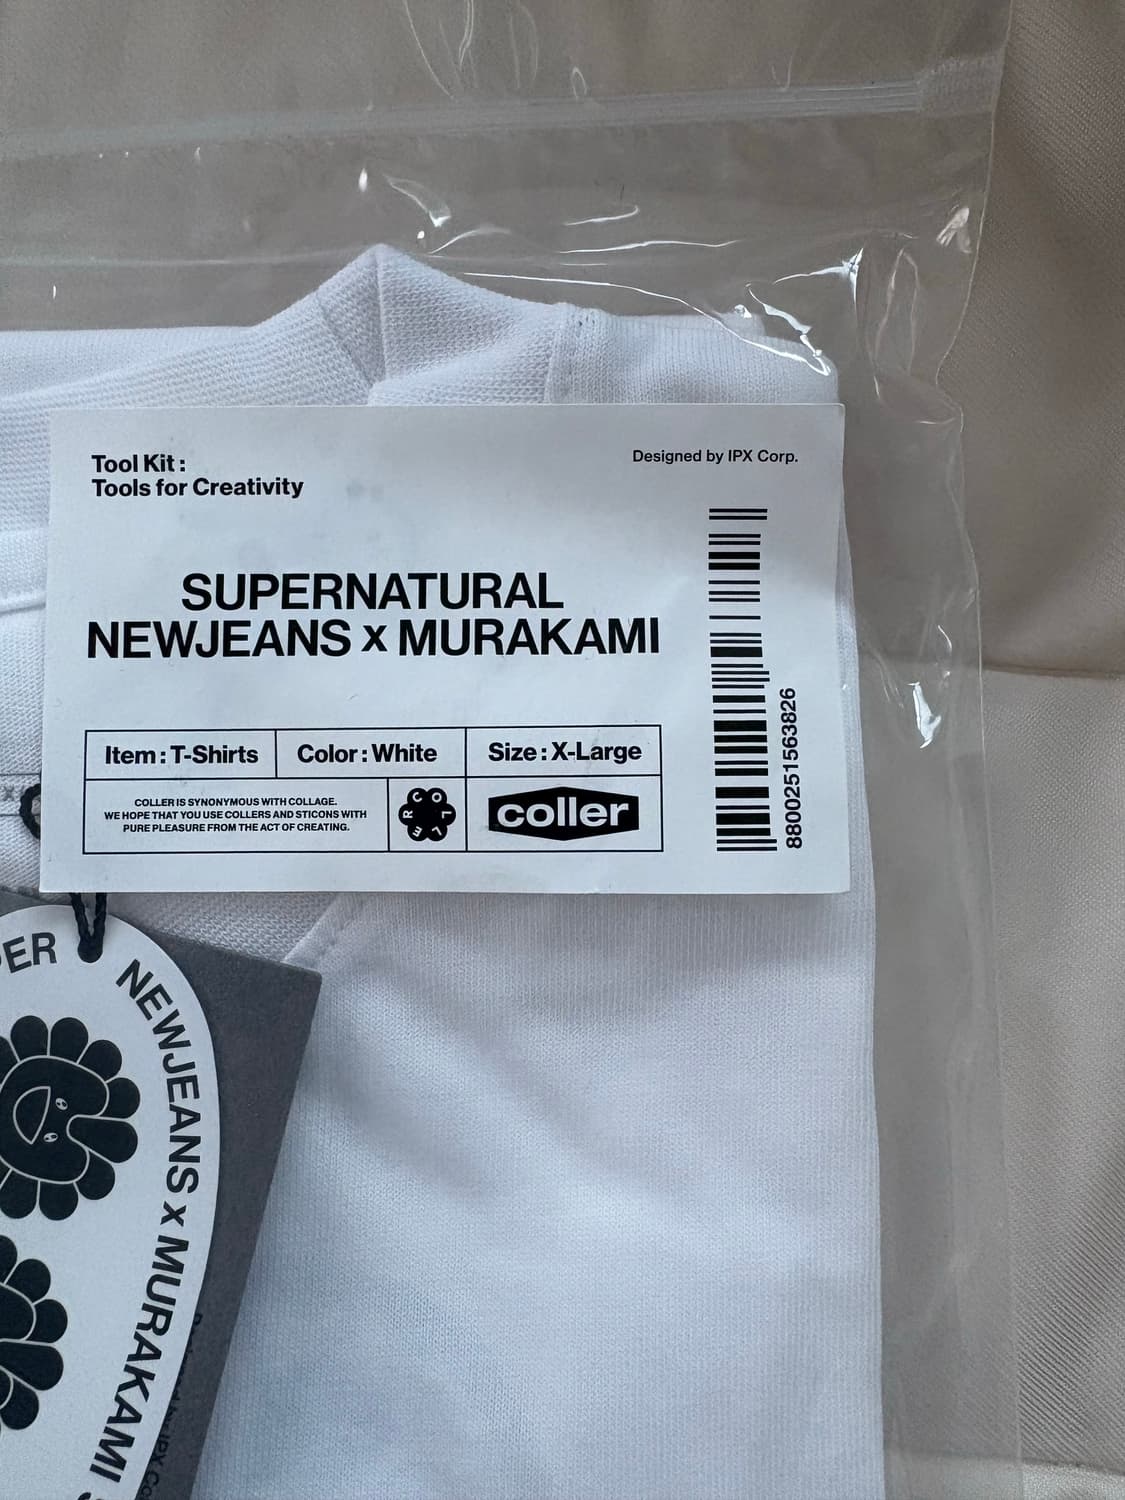 Tool Kit :
Tools for Creativity
Designed by IPX Corp.
SUPERNATURAL
NEWJEANS x MURAKAMI
Item : T-Shirts
Color : White
Size : X-Large
COLLER IS SYNONYMOUS WITH COLLAGE.
WE HOPE THAT YOU USE COLLERS AND STICONS WITH
PURE PLEASURE FROM THE ACT OF CREATING.
COLLER
coller
8800251563826
NEWJEANS x MURAKAMI